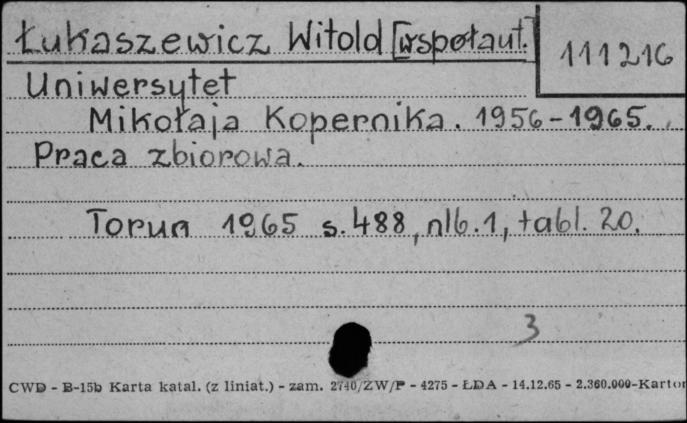 Łukaszewicz Witold [współaut.]
111216
Uniwersytet
Mikołaja Kopernika. 1956-1965.
Praca zbiorowa.
Toruń 1965 s. 488, nlb. 1, tabl. 20.
3
CWD - B-15b Karta katal. (z liniat.) - zam. 2740/ZW/P - 4275 - ŁDA - 14.12.65 - 2.360.000-Karton